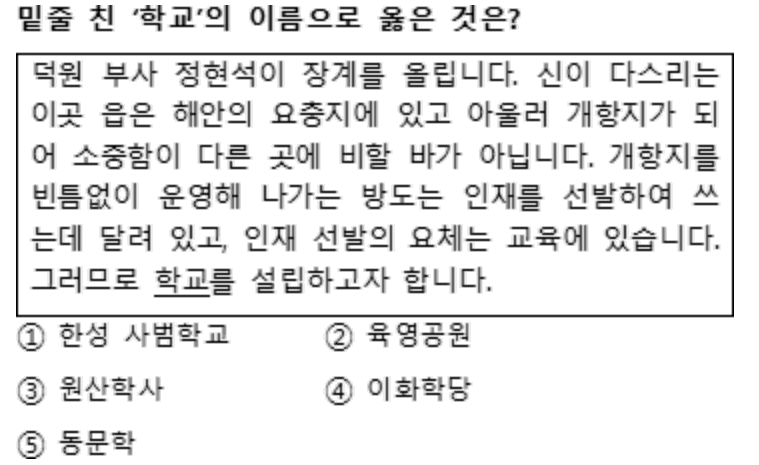 밑줄 친 '학교'의 이름으로 옳은 것은?
덕원 부사 정현석이 장계를 올립니다. 신이 다스리는
이곳 읍은 해안의 요충지에 있고 아울러 개항지가 되
어 소중함이 다른 곳에 비할 바가 아닙니다. 개항지를
빈틈없이 운영해 나가는 방도는 인재를 선발하여 쓰
는데 달려 있고, 인재 선발의 요체는 교육에 있습니다.
그러므로 학교를 설립하고자 합니다.
① 한성 사범학교 ② 육영공원
③ 원산학사 ④ 이화학당
⑤ 동문학